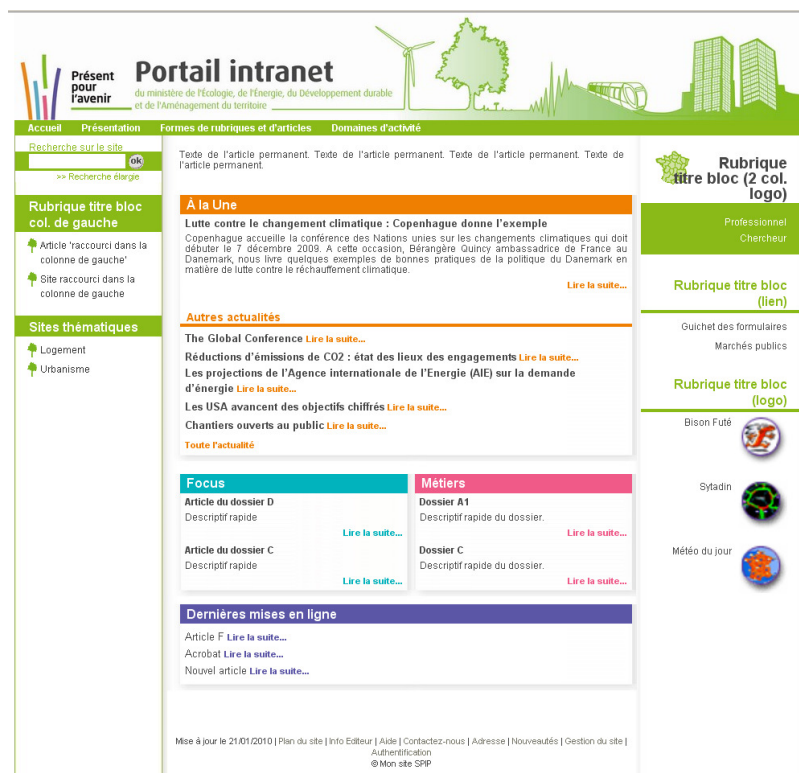 Présent
pour
l'avenir
Portail intranet
du ministère de l'Écologie, de l'Énergie, du Développement durable
et de l'Aménagement du territoire
Accueil Présentation Formes de rubriques et d'articles Domaines d'activité
Recherche sur le site
ok
>> Recherche élargie
Rubrique titre bloc
col. de gauche
Article 'raccourci dans la
colonne de gauche'
Site raccourci dans la
colonne de gauche
Sites thématiques
Logement
Urbanisme
Texte de l'article permanent. Texte de l'article permanent. Texte de l'article permanent. Texte de
l'article permanent.
À la Une
Lutte contre le changement climatique : Copenhague donne l'exemple
Copenhague accueille la conférence des Nations unies sur les changements climatiques qui doit
débuter le 7 décembre 2009. A cette occasion, Bérangère Quincy ambassadrice de France au
Danemark, nous livre quelques exemples de bonnes pratiques de la politique du Danemark en
matière de lutte contre le réchauffement climatique.
Lire la suite...
Autres actualités
The Global Conference Lire la suite...
Réductions d'émissions de CO2 : état des lieux des engagements Lire la suite...
Les projections de l'Agence internationale de l'Energie (AIE) sur la demande
d'énergie Lire la suite...
Les USA avancent des objectifs chiffrés Lire la suite...
Chantiers ouverts au public Lire la suite...
Toute l'actualité
Focus
Article du dossier D
Descriptif rapide
Lire la suite...
Article du dossier C
Descriptif rapide
Lire la suite...
Métiers
Dossier A1
Descriptif rapide du dossier.
Lire la suite...
Dossier C
Descriptif rapide du dossier.
Lire la suite...
Dernières mises en ligne
Article F Lire la suite...
Acrobat Lire la suite...
Nouvel article Lire la suite...
Rubrique
titre bloc (2 col.
logo)
Professionnel
Chercheur
Rubrique titre bloc
(lien)
Guichet des formulaires
Marchés publics
Rubrique titre bloc
(logo)
Bison Futé
Sytadin
Météo du jour
Mise à jour le 21/01/2010 | Plan du site | Info Editeur | Aide | Contactez-nous | Adresse | Nouveautés | Gestion du site |
Authentification
© Mon site SPIP